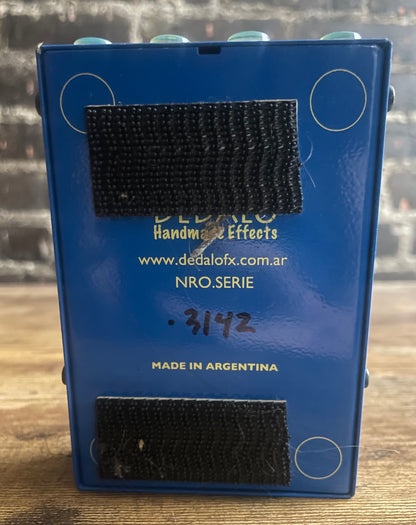 DEDALO
Handmade Effects
www.dedalofx.com.ar
NRO.SERIE
.3142
MADE IN ARGENTINA